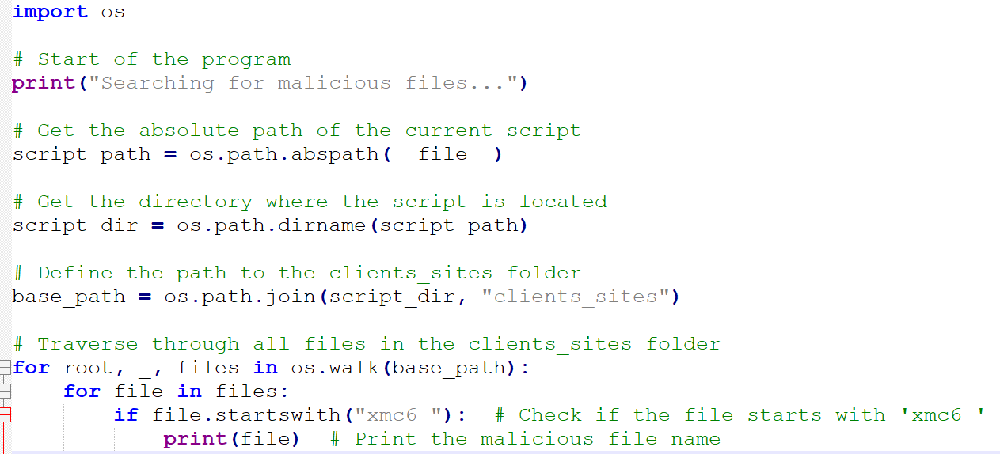 import os
# Start of the program
print("Searching for malicious files...")
# Get the absolute path of the current script
script_path = os.path.abspath(__file__)
# Get the directory where the script is located
script_dir = os.path.dirname(script_path)
# Define the path to the clients_sites folder
base_path = os.path.join(script_dir, "clients_sites")
# Traverse through all files in the clients_sites folder
for root, _, files in os.walk(base_path):
    for file in files:
        if file.startswith("xmc6_"):  # Check if the file starts with 'xmc6_'
            print(file)  # Print the malicious file name